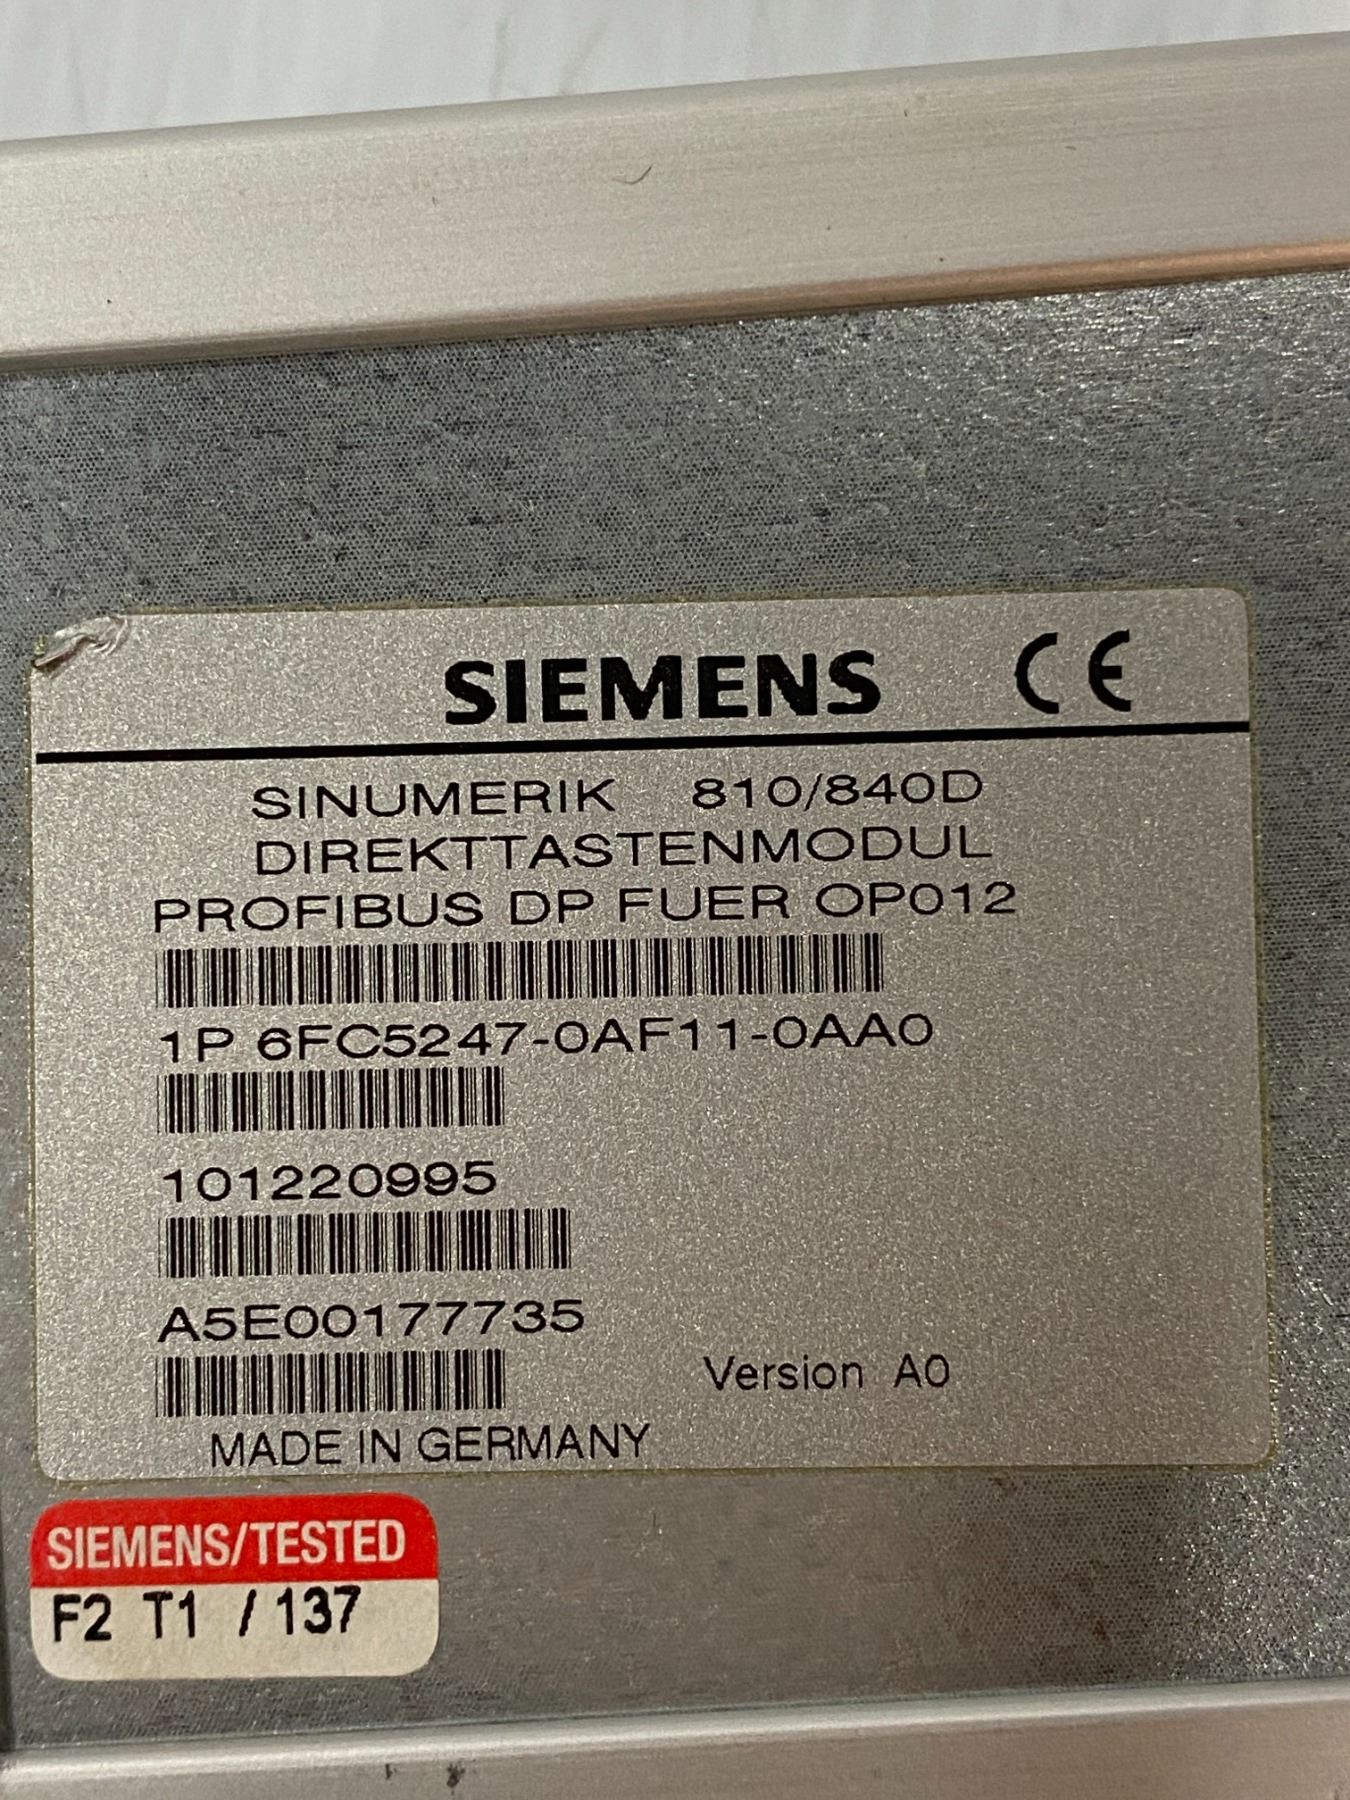 SIEMENS CE
SINUMERIK 810/840D
DIREKTTASTENMODUL
PROFIBUS DP FUER OP012
1P 6FC5247-0AF11-0AA0
101220995
A5E00177735
Version A0
MADE IN GERMANY
SIEMENS/TESTED
F2 T1 / 137